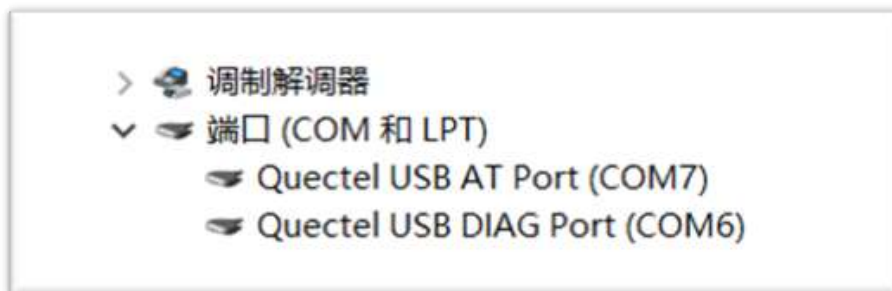 调制解调器
端口 (COM 和 LPT)
Quectel USB AT Port (COM7)
Quectel USB DIAG Port (COM6)